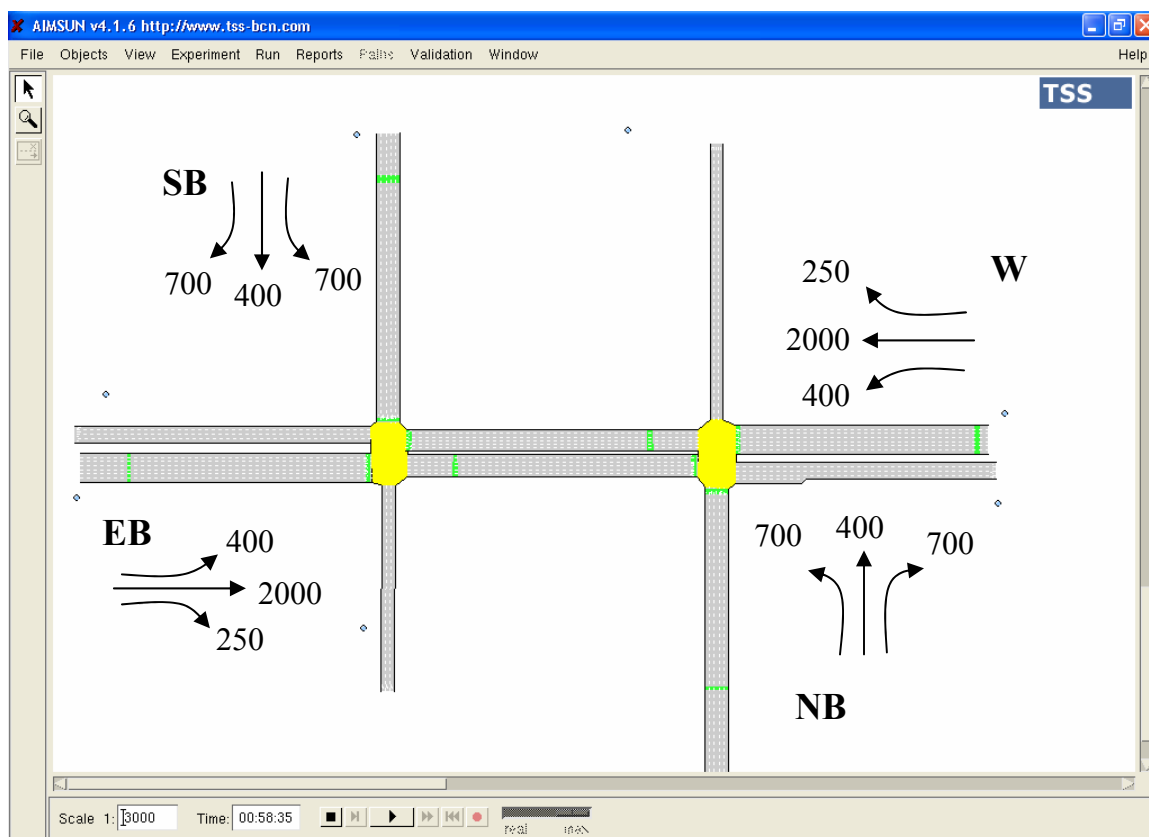 AIMSUN v4.1.6 http://www.tss-bcn.com
File Objects View Experiment Run Reports Paths Validation Window Help
TSS
SB
700 400 700
W
250
2000
400
EB
400
2000
250
700 400 700
NB
Scale 1: 3000 Time: 00:58:35
real max